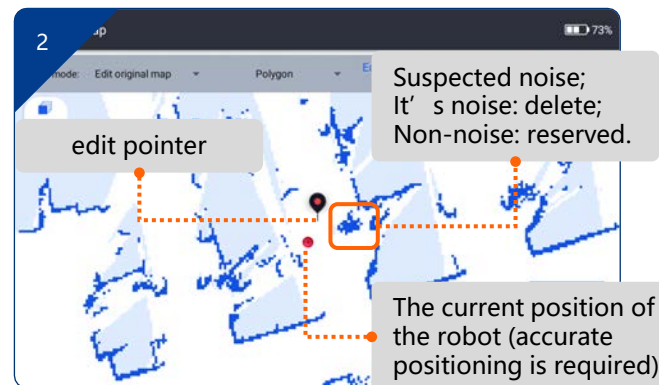 2
73%
mode: Edit original map Polygon
Suspected noise;
It’ s noise: delete;
Non-noise: reserved.
edit pointer
The current position of
the robot (accurate
positioning is required)